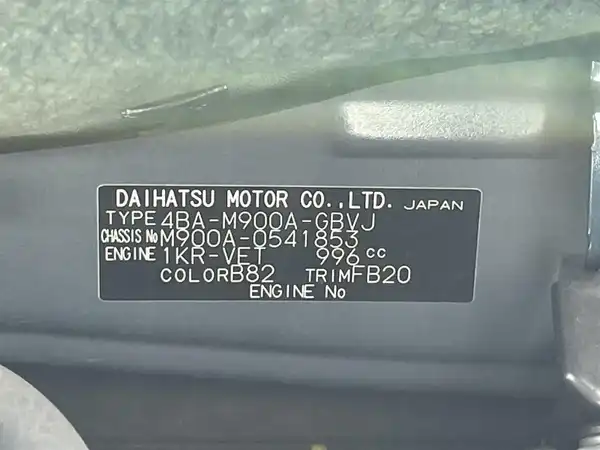 DAIHATSU MOTOR CO.,LTD. JAPAN
TYPE 4BA-M900A-GBVJ
CHASSIS No M900A-0541853
ENGINE 1KR-VET 996 cc
COLOR B82 TRIM FB20
ENGINE No